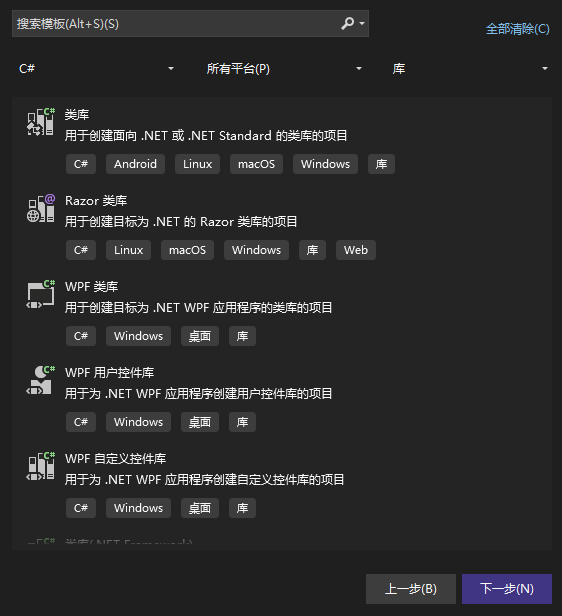 搜索模板(Alt+S)(S)
全部清除(C)
C# 所有平台(P) 库
类库
用于创建面向 .NET 或 .NET Standard 的类库的项目
C# Android Linux macOS Windows 库
Razor 类库
用于创建目标为 .NET 的 Razor 类库的项目
C# Linux macOS Windows 库 Web
WPF 类库
用于创建目标为 .NET WPF 应用程序的类库的项目
C# Windows 桌面 库
WPF 用户控件库
用于为 .NET WPF 应用程序创建用户控件库的项目
C# Windows 桌面 库
WPF 自定义控件库
用于为 .NET WPF 应用程序创建自定义控件库的项目
C# Windows 桌面 库
类库(.NET Framework)
上一步(B) 下一步(N)